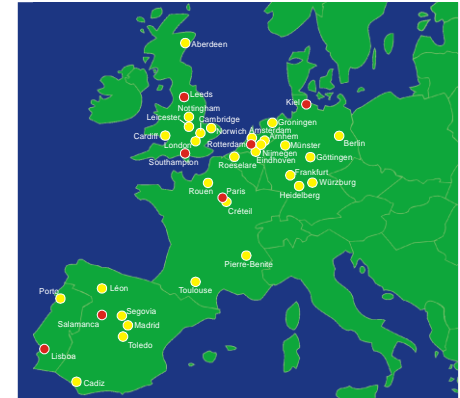 Aberdeen
Leeds
Nottingham
Kiel
Leicester
Cambridge
Groningen
Norwich
Amsterdam
Cardiff
London
Arnhem
Berlin
Rotterdam
Münster
Nijmegen
Southampton
Eindhoven
Göttingen
Roeselare
Frankfurt
Rouen
Paris
Würzburg
Heidelberg
Créteil
Pierre-Benite
Toulouse
Porto
Léon
Segovia
Salamanca
Madrid
Toledo
Lisboa
Cadiz